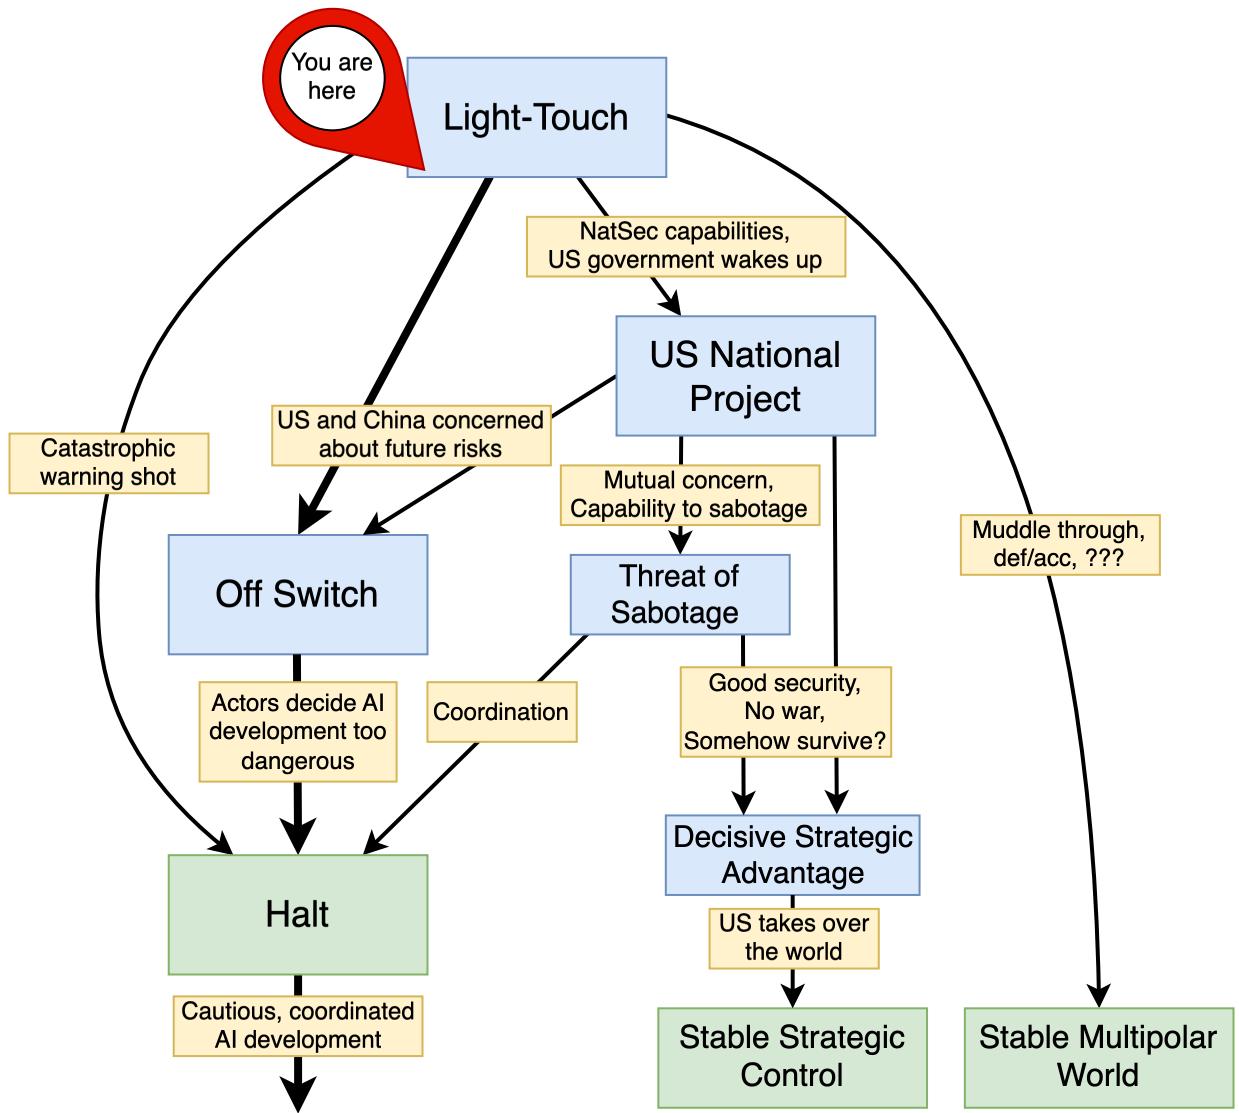 You are
here
Light-Touch
NatSec capabilities,
US government wakes up
US National
Project
US and China concerned
about future risks
Catastrophic
warning shot
Mutual concern,
Capability to sabotage
Muddle through,
def/acc, ???
Off Switch
Threat of
Sabotage
Actors decide AI
development too
dangerous
Coordination
Good security,
No war,
Somehow survive?
Decisive Strategic
Advantage
Halt
US takes over
the world
Cautious, coordinated
AI development
Stable Strategic
Control
Stable Multipolar
World